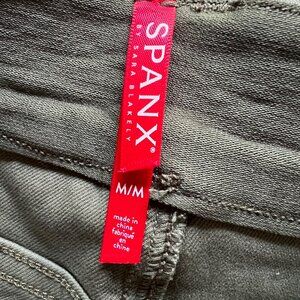 SPANX®
BY SARA BLAKELY
M/M
made in
china
fabriqué
en
chine